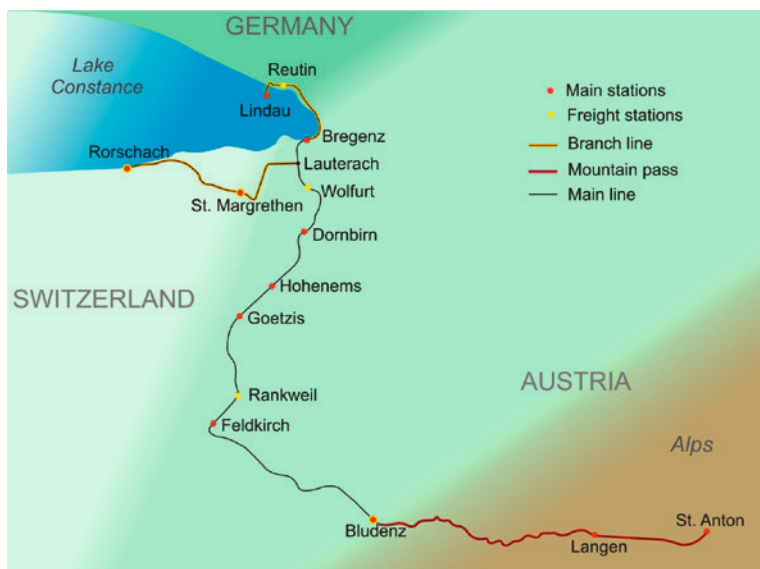 GERMANY
Lake
Constance
Reutin
Lindau
Main stations
Freight stations
Branch line
Mountain pass
Main line
Bregenz
Rorschach
Lauterach
St. Margrethen
Wolfurt
Dornbirn
SWITZERLAND
Hohenems
Goetzis
AUSTRIA
Rankweil
Feldkirch
Alps
Bludenz
St. Anton
Langen